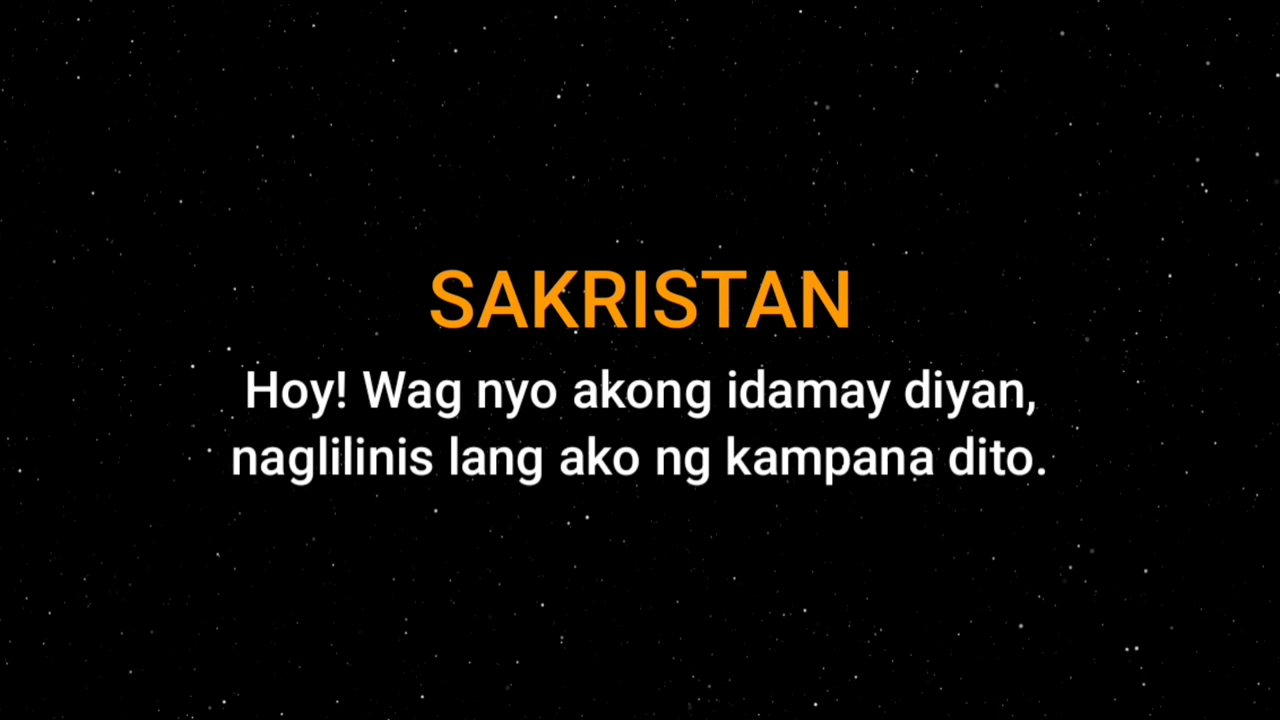 SAKRISTAN
Hoy! Wag nyo akong idamay diyan,
naglilinis lang ako ng kampana dito.